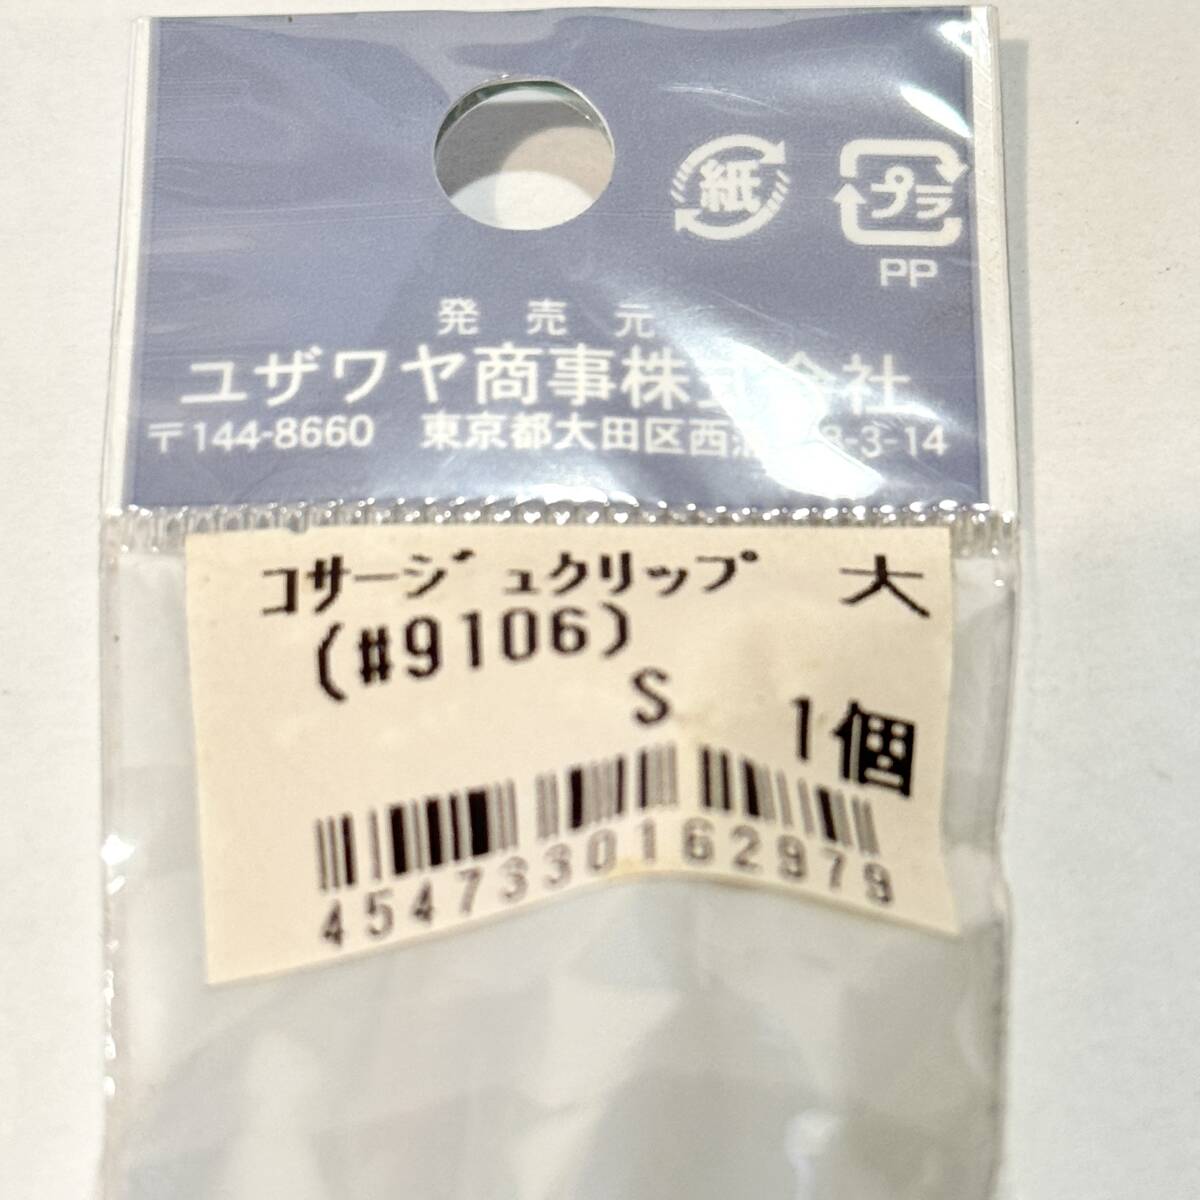 紙 プラ
PP
発売元
ユザワヤ商事株式会社
〒144-8660 東京都大田区西 8-3-14
コサージュクリップ 大
(#9106)
S 1個
4547330162979